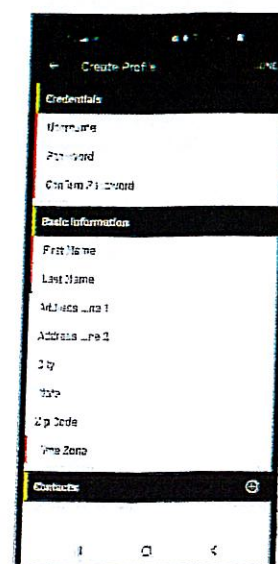 Create Profile
Credentials
Username
Password
Confirm Password
Basic Information
First Name
Last Name
Address Line 1
Address Line 2
City
State
Zip Code
Time Zone
Contacts